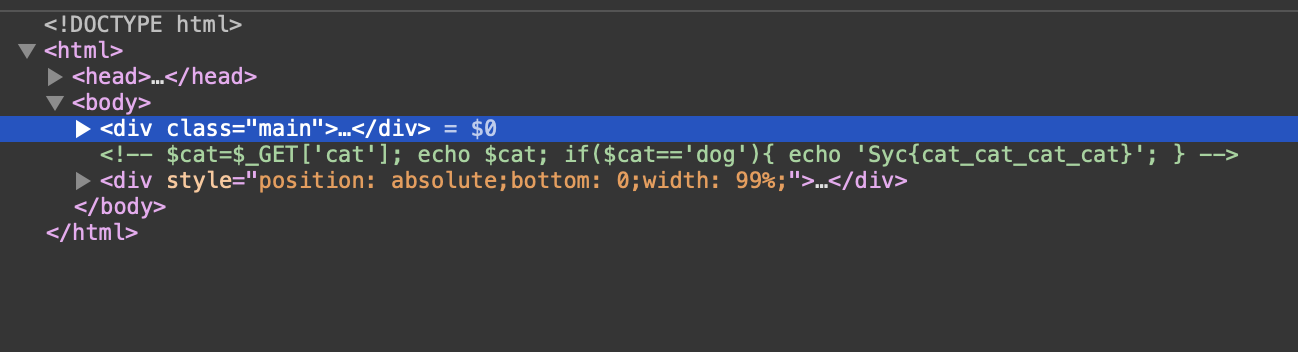 <!DOCTYPE html>
<html>
<head>…</head>
<body>
<div class="main">…</div> = $0
<!-- $cat=$_GET['cat']; echo $cat; if($cat=='dog'){ echo 'Syc{cat_cat_cat_cat}'; } -->
<div style="position: absolute;bottom: 0;width: 99%;">…</div>
</body>
</html>